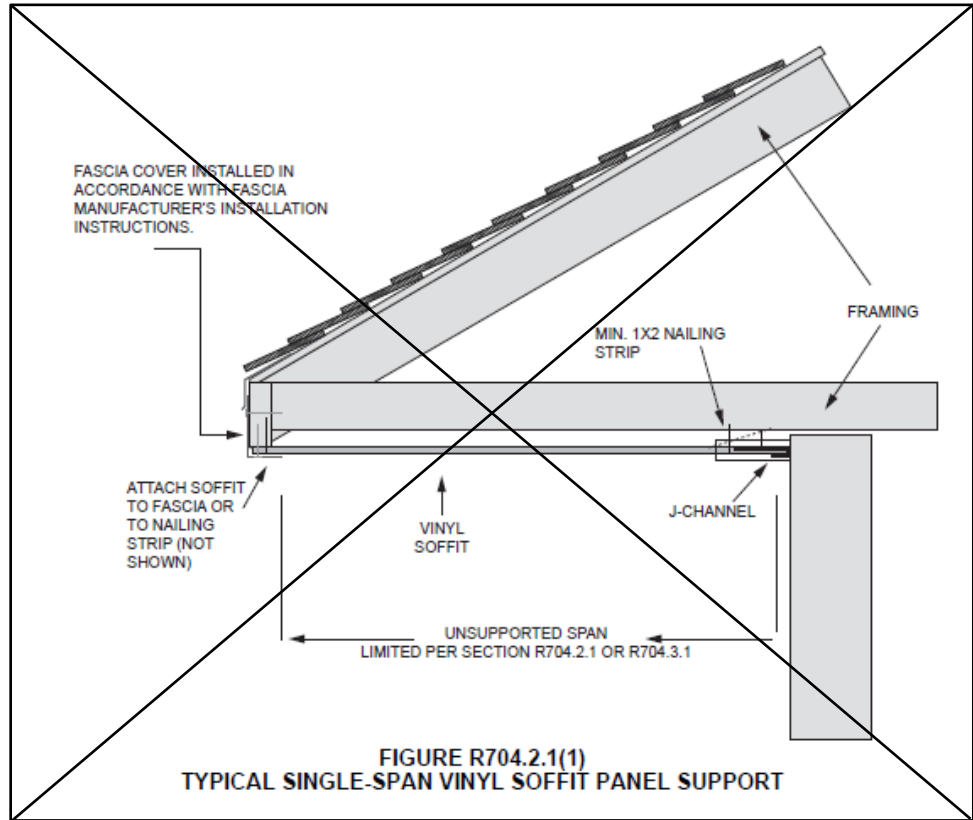 FASCIA COVER INSTALLED IN
ACCORDANCE WITH FASCIA
MANUFACTURER'S INSTALLATION
INSTRUCTIONS.
FRAMING
MIN. 1X2 NAILING
STRIP
ATTACH SOFFIT
TO FASCIA OR
TO NAILING
STRIP (NOT
SHOWN)
VINYL
SOFFIT
J-CHANNEL
UNSUPPORTED SPAN
LIMITED PER SECTION R704.2.1 OR R704.3.1
FIGURE R704.2.1(1)
TYPICAL SINGLE-SPAN VINYL SOFFIT PANEL SUPPORT